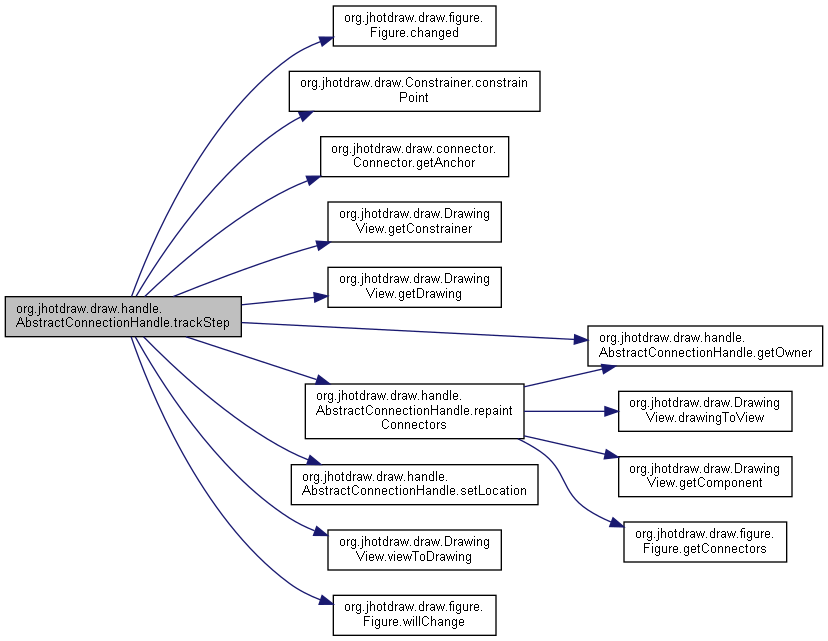 org.jhotdraw.draw.figure.
Figure.changed
org.jhotdraw.draw.Constrainer.constrain
Point
org.jhotdraw.draw.connector.
Connector.getAnchor
org.jhotdraw.draw.Drawing
View.getConstrainer
org.jhotdraw.draw.Drawing
View.getDrawing
org.jhotdraw.draw.handle.
AbstractConnectionHandle.trackStep
org.jhotdraw.draw.handle.
AbstractConnectionHandle.getOwner
org.jhotdraw.draw.handle.
AbstractConnectionHandle.repaint
Connectors
org.jhotdraw.draw.Drawing
View.drawingToView
org.jhotdraw.draw.handle.
AbstractConnectionHandle.setLocation
org.jhotdraw.draw.Drawing
View.getComponent
org.jhotdraw.draw.Drawing
View.viewToDrawing
org.jhotdraw.draw.figure.
Figure.getConnectors
org.jhotdraw.draw.figure.
Figure.willChange